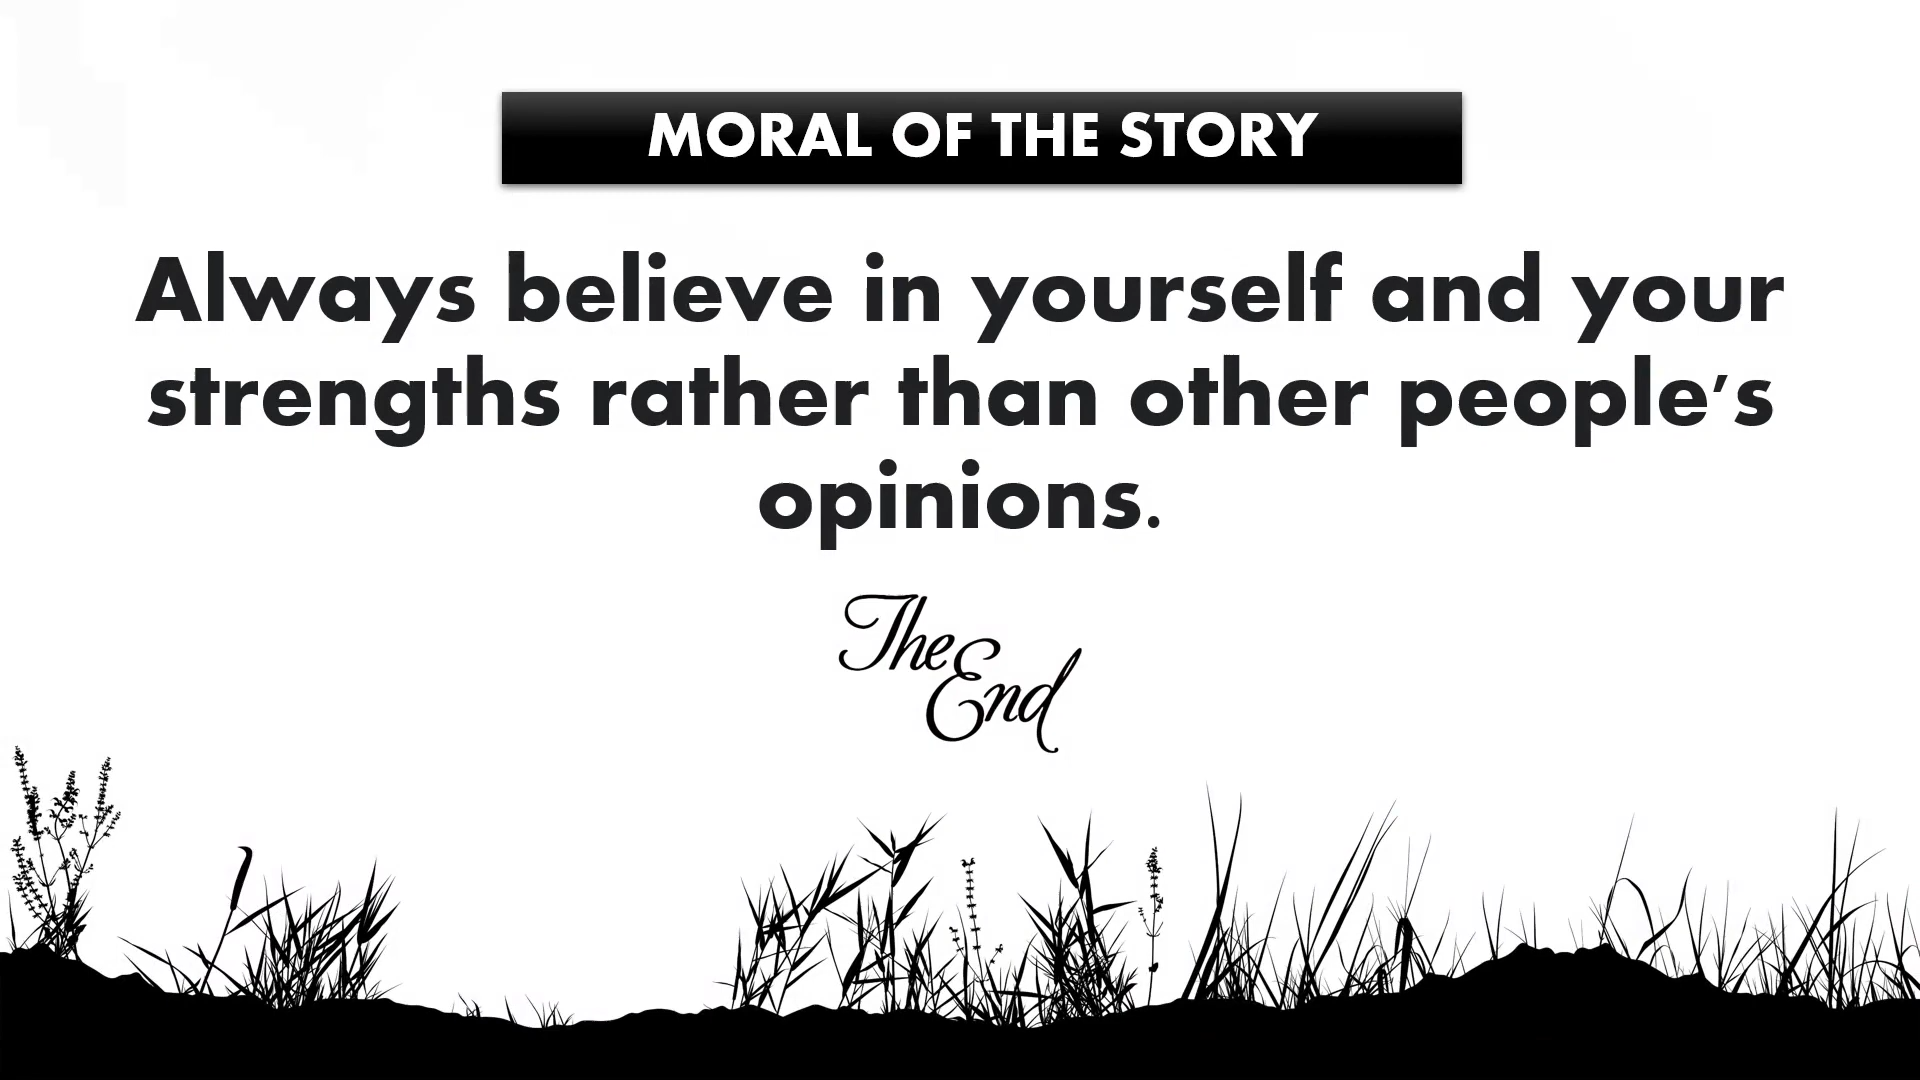 MORAL OF THE STORY
Always believe in yourself and your
strengths rather than other people's
opinions.
The
End